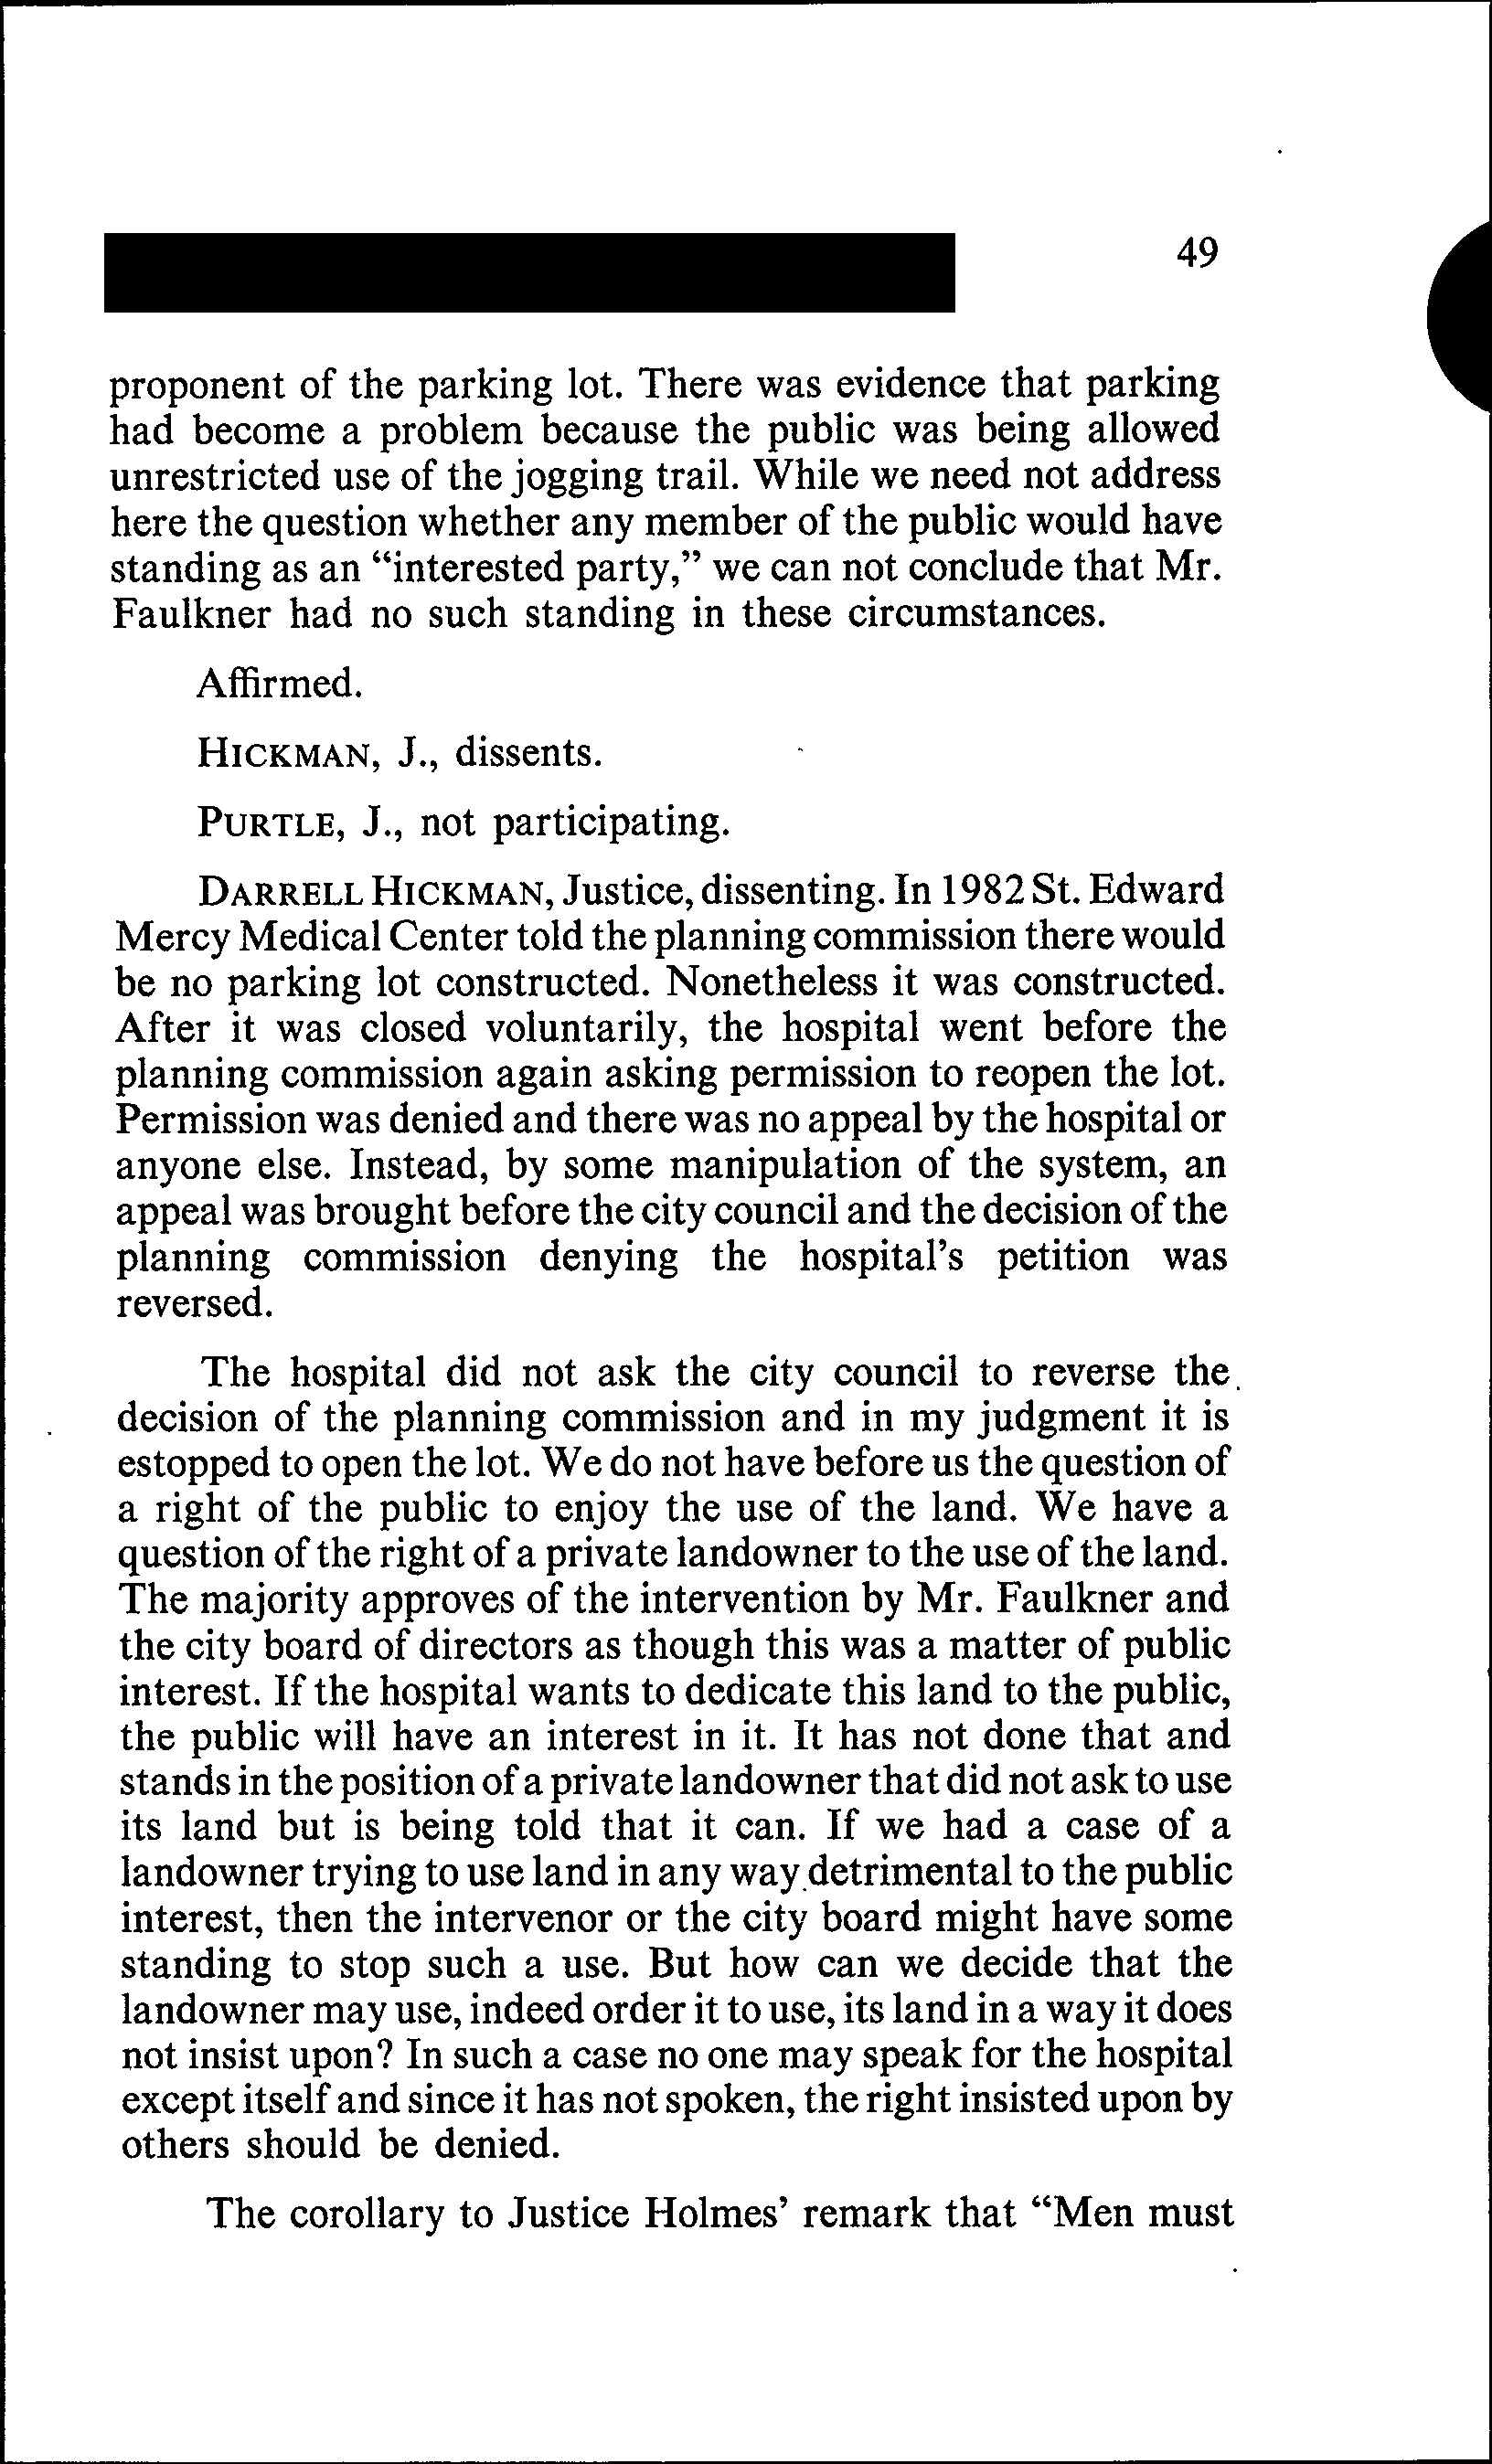 49
proponent of the parking lot. There was evidence that parking
had become a problem because the public was being allowed
unrestricted use of the jogging trail. While we need not address
here the question whether any member of the public would have
standing as an “interested party,” we can not conclude that Mr.
Faulkner had no such standing in these circumstances.
Affirmed.
HICKMAN, J., dissents.
PURTLE, J., not participating.
DARRELL HICKMAN, Justice, dissenting. In 1982 St. Edward
Mercy Medical Center told the planning commission there would
be no parking lot constructed. Nonetheless it was constructed.
After it was closed voluntarily, the hospital went before the
planning commission again asking permission to reopen the lot.
Permission was denied and there was no appeal by the hospital or
anyone else. Instead, by some manipulation of the system, an
appeal was brought before the city council and the decision of the
planning commission denying the hospital’s petition was
reversed.
The hospital did not ask the city council to reverse the
decision of the planning commission and in my judgment it is
estopped to open the lot. We do not have before us the question of
a right of the public to enjoy the use of the land. We have a
question of the right of a private landowner to the use of the land.
The majority approves of the intervention by Mr. Faulkner and
the city board of directors as though this was a matter of public
interest. If the hospital wants to dedicate this land to the public,
the public will have an interest in it. It has not done that and
stands in the position of a private landowner that did not ask to use
its land but is being told that it can. If we had a case of a
landowner trying to use land in any way detrimental to the public
interest, then the intervenor or the city board might have some
standing to stop such a use. But how can we decide that the
landowner may use, indeed order it to use, its land in a way it does
not insist upon? In such a case no one may speak for the hospital
except itself and since it has not spoken, the right insisted upon by
others should be denied.
The corollary to Justice Holmes’ remark that “Men must